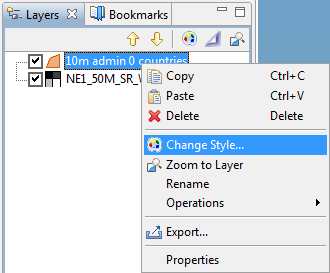 Layers Bookmarks
10m admin 0 countries
NE1_50M_SR_
Copy Ctrl+C
Paste Ctrl+V
Delete Delete
Change Style...
Zoom to Layer
Rename
Operations
Export...
Properties